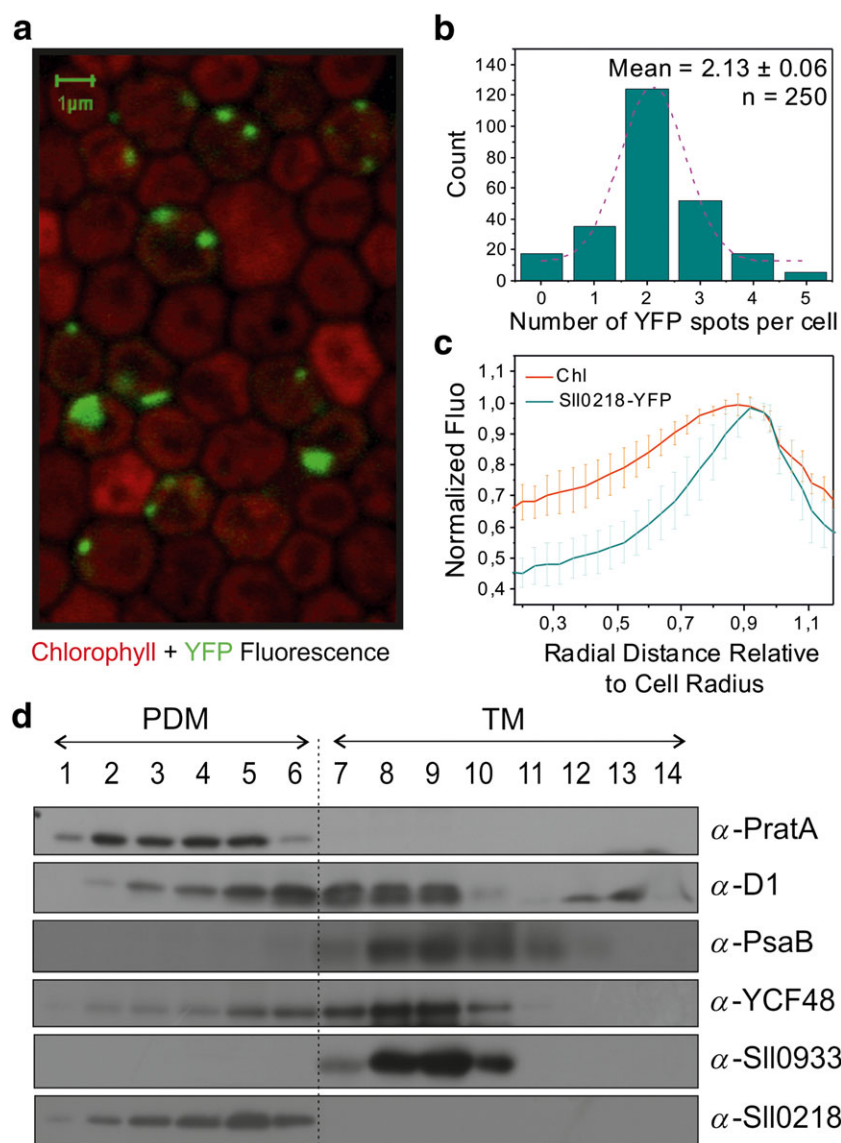 a
1µm
Chlorophyll + YFP Fluorescence
b
Mean = 2.13 ± 0.06
n = 250
Count
140
120
100
80
60
40
20
0
0 1 2 3 4 5
Number of YFP spots per cell
c
Chl
Sll0218-YFP
Normalized Fluo
1,1
1,0
0,9
0,8
0,7
0,6
0,5
0,4
0,3 0,5 0,7 0,9 1,1
Radial Distance Relative
to Cell Radius
d
PDM TM
1 2 3 4 5 6 7 8 9 10 11 12 13 14
α-PratA
α-D1
α-PsaB
α-YCF48
α-Sll0933
α-Sll0218